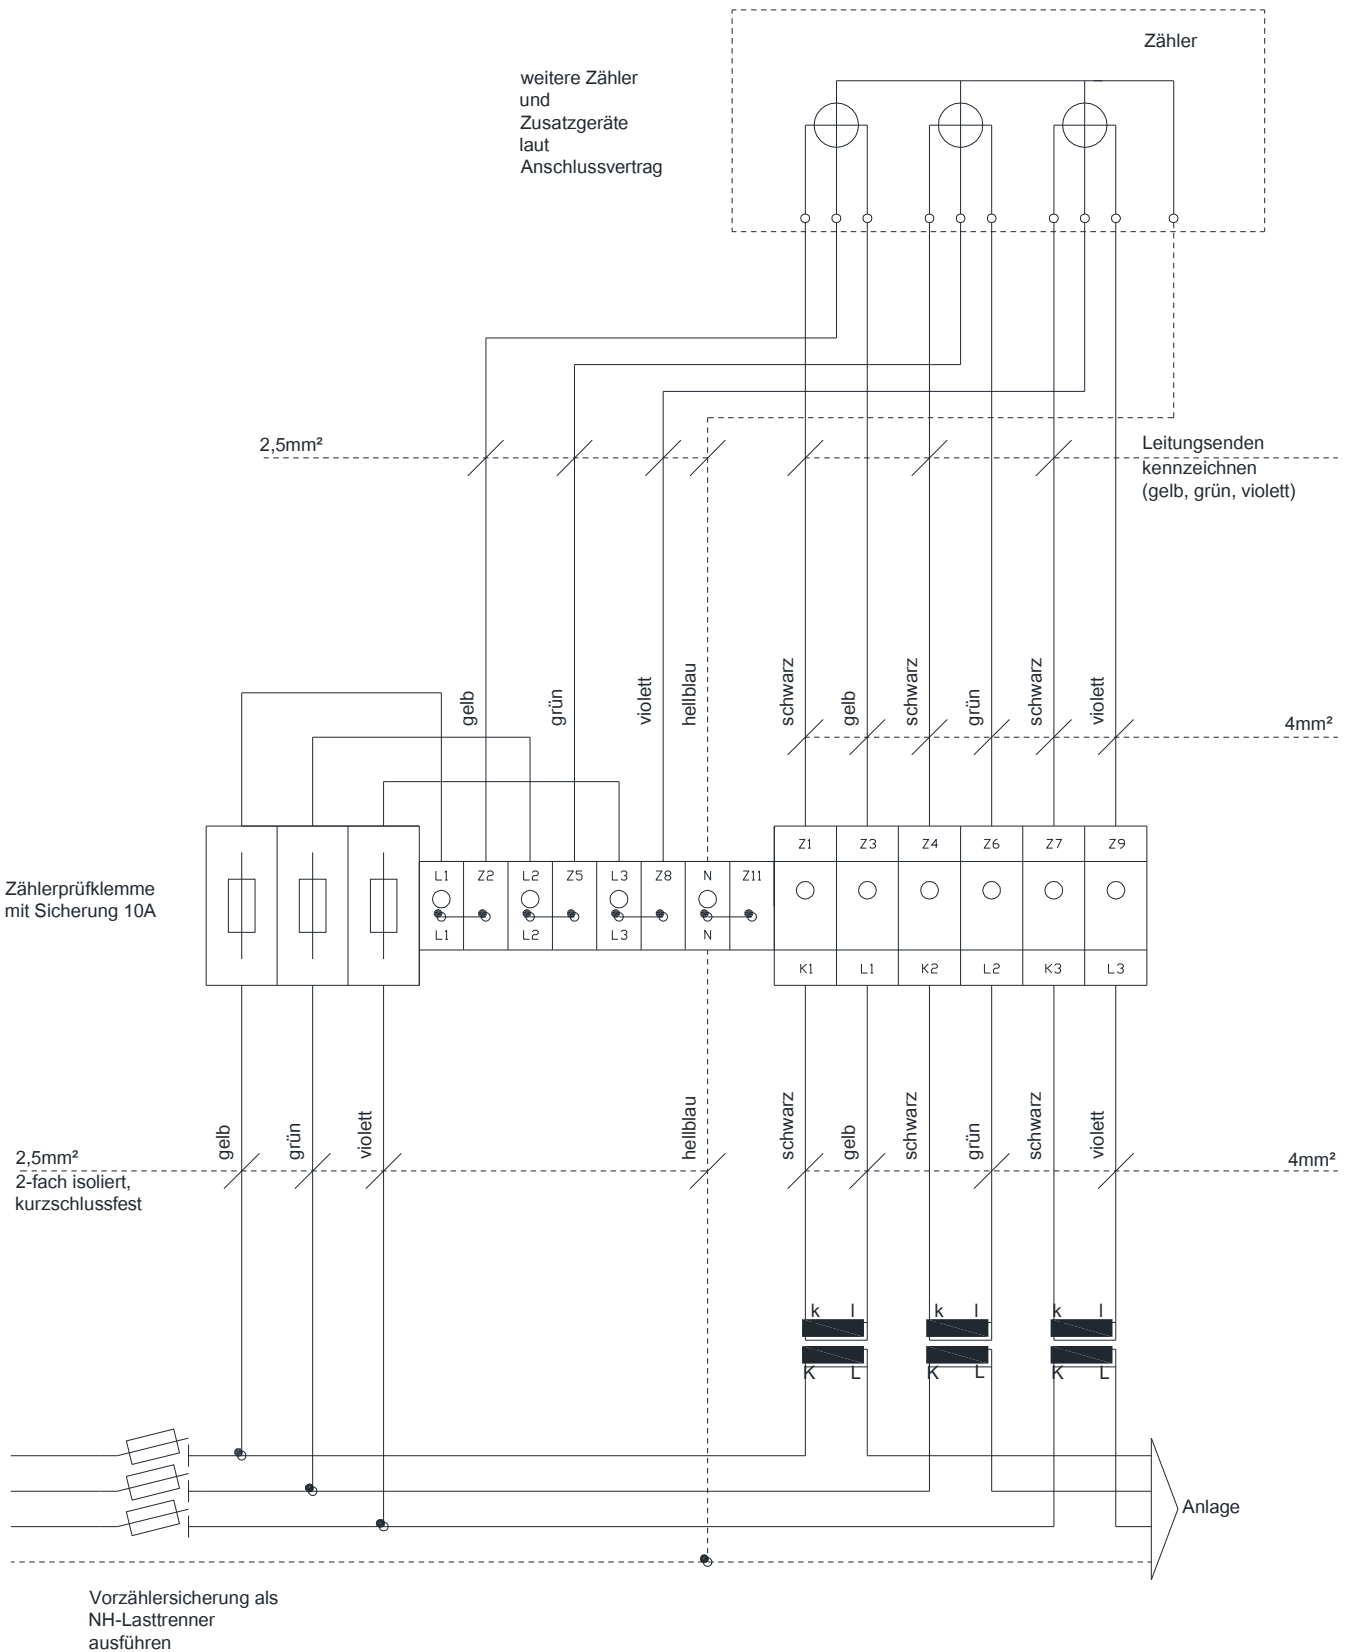 Zähler
weitere Zähler
und
Zusatzgeräte
laut
Anschlussvertrag
2,5mm²
Leitungsenden
kennzeichnen
(gelb, grün, violett)
gelb
grün
violett
hellblau
schwarz
gelb
schwarz
grün
schwarz
violett
4mm²
Zählerprüfklemme
mit Sicherung 10A
L1 Z2 L2 Z5 L3 Z8 N Z11
L1 L2 L3 N
Z1 Z3 Z4 Z6 Z7 Z9
K1 L1 K2 L2 K3 L3
gelb
grün
violett
hellblau
schwarz
gelb
schwarz
grün
schwarz
violett
2,5mm²
2-fach isoliert,
kurzschlussfest
4mm²
k l k l k l
K L K L K L
Anlage
Vorzählersicherung als
NH-Lasttrenner
ausführen